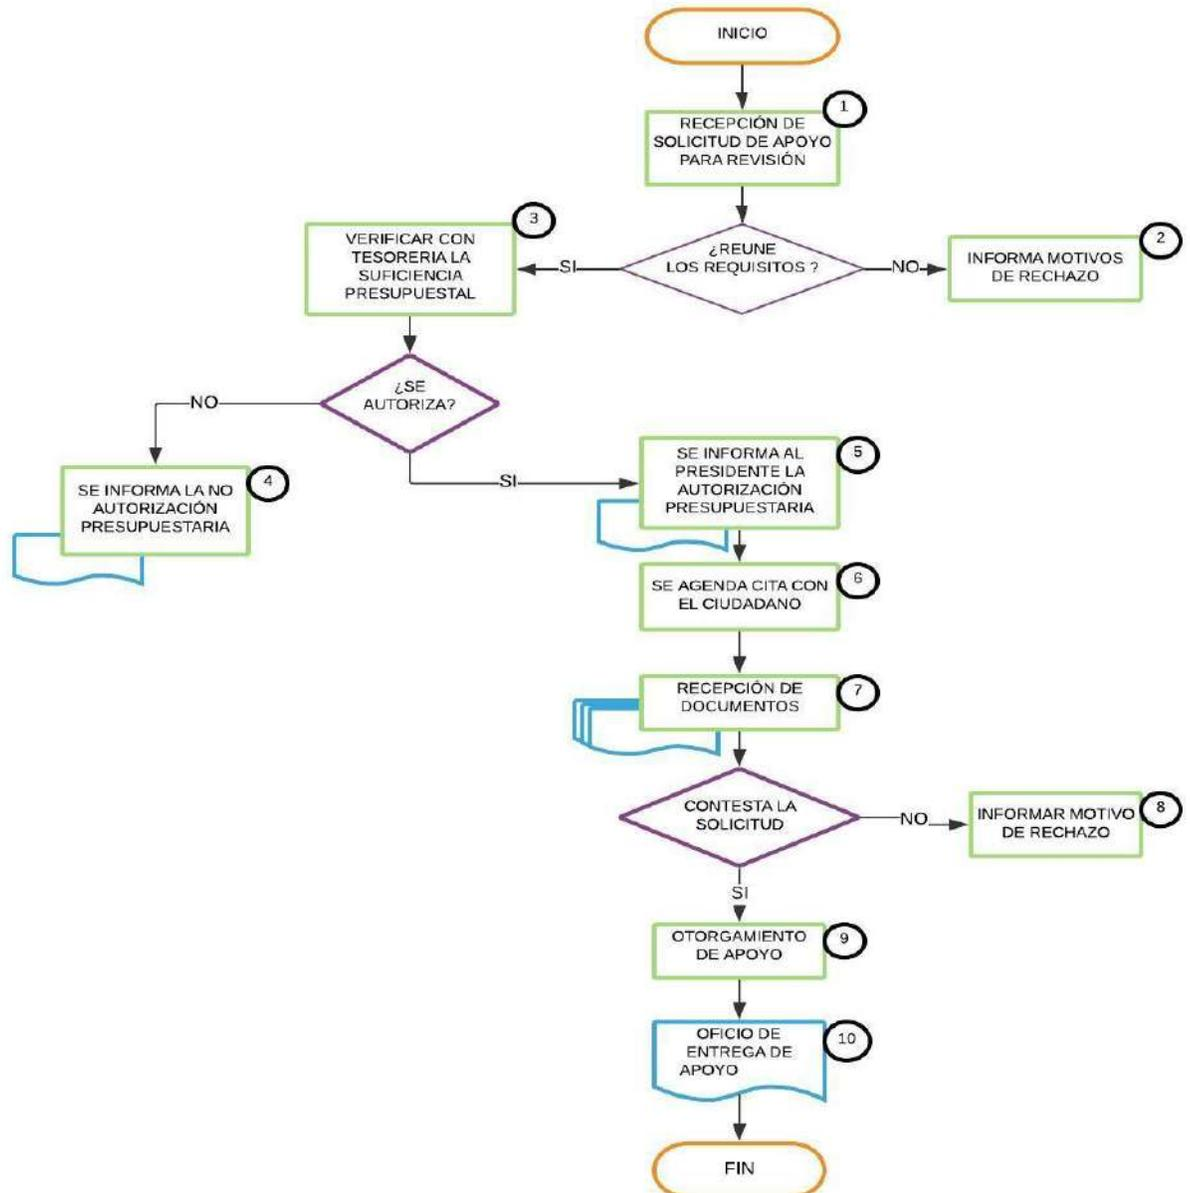 INICIO
1
RECEPCIÓN DE
SOLICITUD DE APOYO
PARA REVISIÓN
¿REUNE
LOS REQUISITOS ?
SI
NO
2
INFORMA MOTIVOS
DE RECHAZO
3
VERIFICAR CON
TESORERIA LA
SUFICIENCIA
PRESUPUESTAL
¿SE
AUTORIZA?
NO
SI
4
SE INFORMA LA NO
AUTORIZACIÓN
PRESUPUESTARIA
5
SE INFORMA AL
PRESIDENTE LA
AUTORIZACIÓN
PRESUPUESTARIA
6
SE AGENDA CITA CON
EL CIUDADANO
7
RECEPCIÓN DE
DOCUMENTOS
CONTESTA LA
SOLICITUD
NO
8
INFORMAR MOTIVO
DE RECHAZO
SI
9
OTORGAMIENTO
DE APOYO
10
OFICIO DE
ENTREGA DE
APOYO
FIN